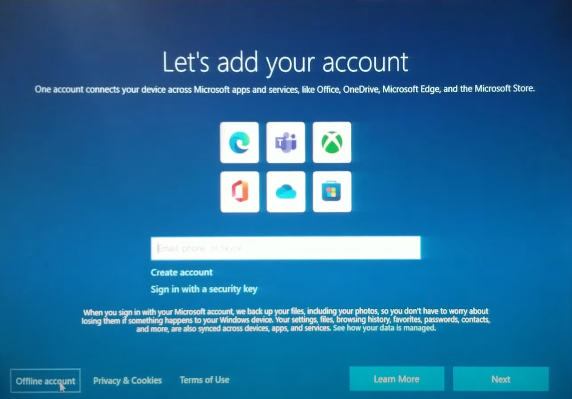 Let's add your account
One account connects your device across Microsoft apps and services, like Office, OneDrive, Microsoft Edge, and the Microsoft Store.
T
Email, phone, or Skype
Create account
Sign in with a security key
When you sign in with your Microsoft account, we back up your files, including your photos, so you don't have to worry about
losing them if something happens to your Windows device. Your settings, files, browsing history, favorites, passwords, contacts,
and more, are also synced across devices, apps, and services. See how your data is managed.
Offline account
Privacy & Cookies
Terms of Use
Learn More
Next